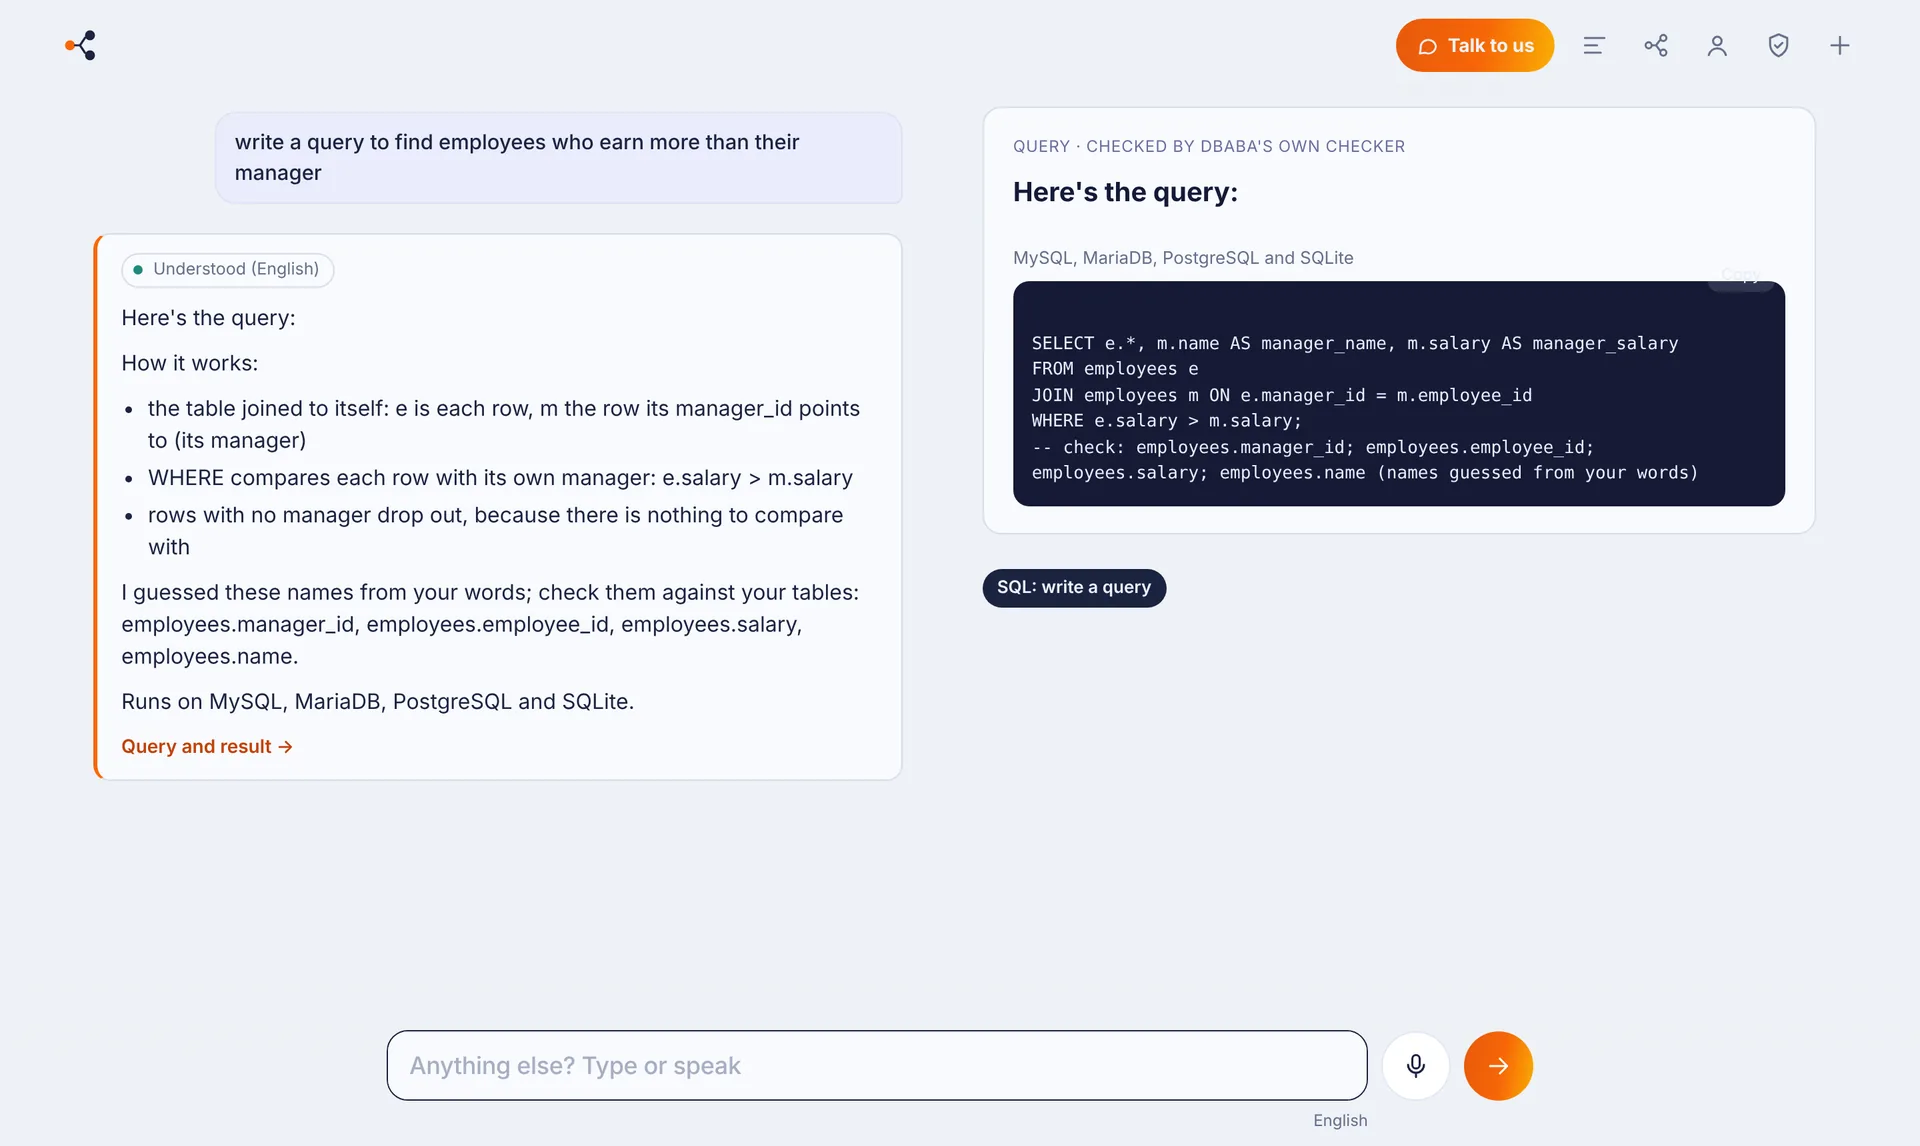 Talk to us
write a query to find employees who earn more than their
manager
Understood (English)
Here's the query:
How it works:
• the table joined to itself: e is each row, m the row its manager_id points
to (its manager)
• WHERE compares each row with its own manager: e.salary > m.salary
• rows with no manager drop out, because there is nothing to compare
with
I guessed these names from your words; check them against your tables:
employees.manager_id, employees.employee_id, employees.salary,
employees.name.
Runs on MySQL, MariaDB, PostgreSQL and SQLite.
Query and result →
QUERY · CHECKED BY DBABA'S OWN CHECKER
Here's the query:
MySQL, MariaDB, PostgreSQL and SQLite
Copy
SELECT e.*, m.name AS manager_name, m.salary AS manager_salary
FROM employees e
JOIN employees m ON e.manager_id = m.employee_id
WHERE e.salary > m.salary;
-- check: employees.manager_id; employees.employee_id;
employees.salary; employees.name (names guessed from your words)
SQL: write a query
Anything else? Type or speak
English